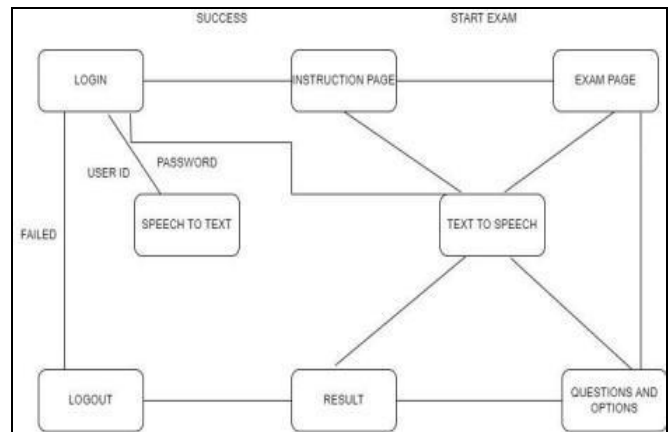 SUCCESS
START EXAM
LOGIN
INSTRUCTION PAGE
EXAM PAGE
PASSWORD
USER ID
SPEECH TO TEXT
TEXT TO SPEECH
FAILED
LOGOUT
RESULT
QUESTIONS AND
OPTIONS